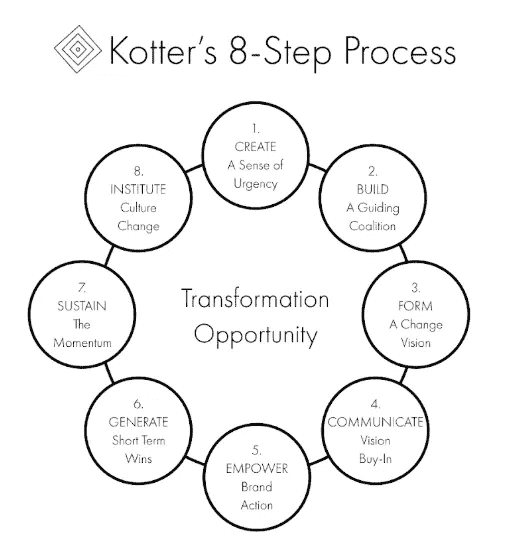 Kotter's 8-Step Process
1.
CREATE
A Sense of
Urgency
2.
BUILD
A Guiding
Coalition
3.
FORM
A Change
Vision
4.
COMMUNICATE
Vision
Buy-In
5.
EMPOWER
Brand
Action
6.
GENERATE
Short Term
Wins
7.
SUSTAIN
The
Momentum
8.
INSTITUTE
Culture
Change
Transformation
Opportunity